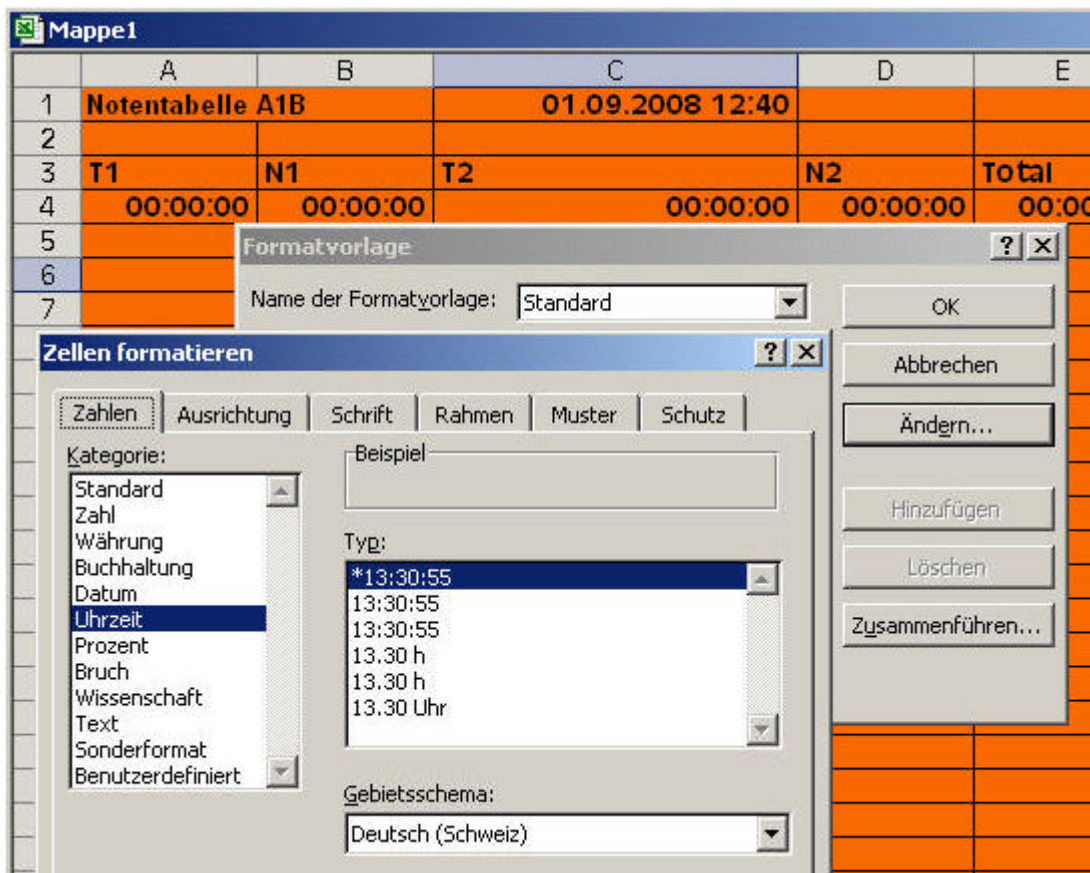 Mappe1
A B C D E
1 Notentabelle A1B 01.09.2008 12:40
2
3 T1 N1 T2 N2 Total
4 00:00:00 00:00:00 00:00:00 00:00:00 00:00
5
6
7
Formatvorlage
Name der Formatvorlage: Standard
OK
Abbrechen
Ändern...
Hinzufügen
Löschen
Zusammenführen...
Zellen formatieren
Zahlen Ausrichtung Schrift Rahmen Muster Schutz
Kategorie:
Standard
Zahl
Währung
Buchhaltung
Datum
Uhrzeit
Prozent
Bruch
Wissenschaft
Text
Sonderformat
Benutzerdefiniert
Beispiel
Typ:
*13:30:55
13:30:55
13:30:55
13.30 h
13.30 h
13.30 Uhr
Gebietsschema:
Deutsch (Schweiz)